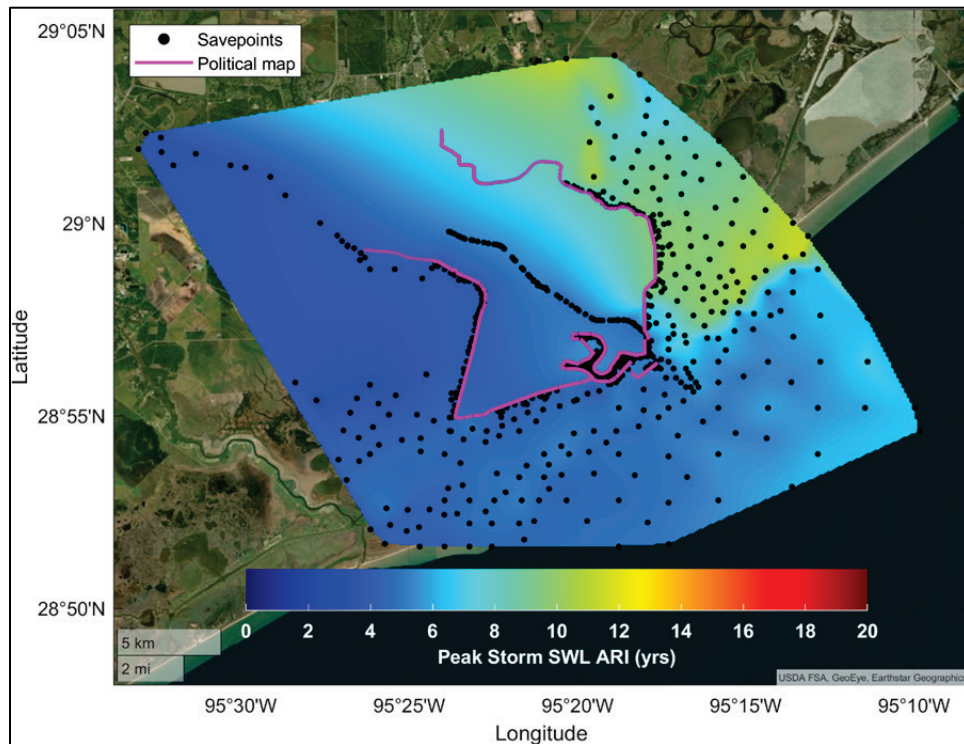 29°05'N
Savepoints
Political map
29°N
Latitude
28°55'N
28°50'N
0 2 4 6 8 10 12 14 16 18 20
Peak Storm SWL ARI (yrs)
5 km
2 mi
USDA FSA, GeoEye, Earthstar Geographics
95°30'W 95°25'W 95°20'W 95°15'W 95°10'W
Longitude